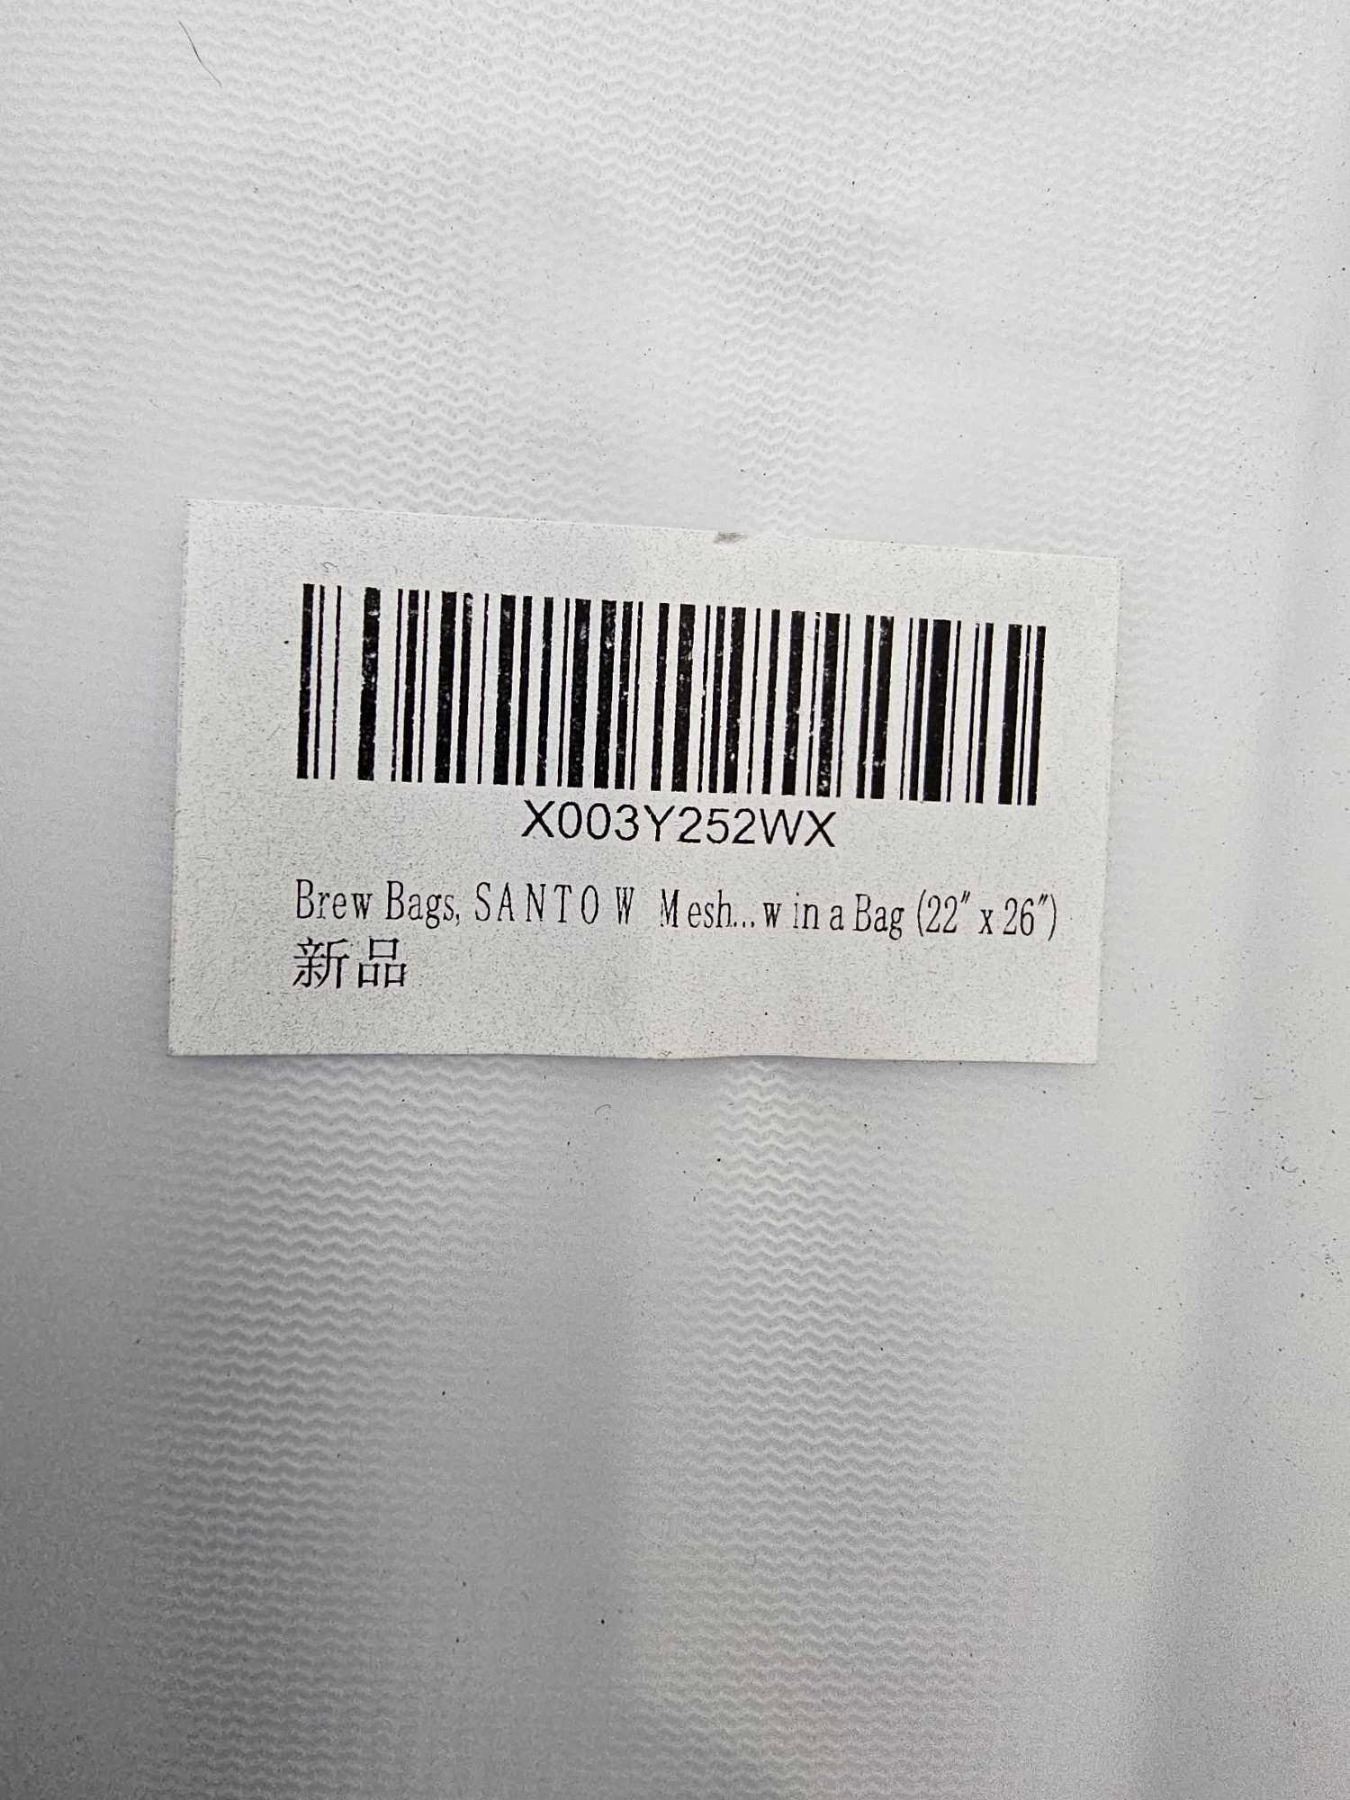 X003Y252WX
Brew Bags, SANTOW Mesh...w in a Bag (22" x 26")
新品